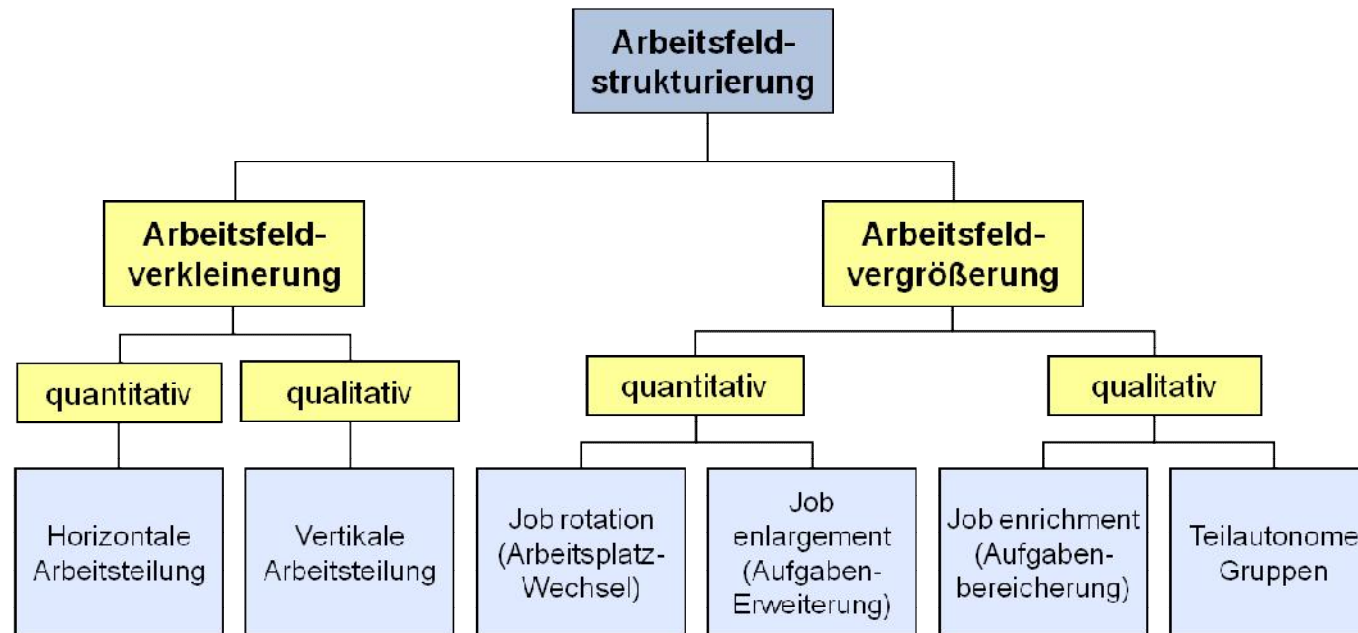 Arbeitsfeld-
strukturierung
Arbeitsfeld-
verkleinerung
Arbeitsfeld-
vergrößerung
quantitativ
qualitativ
quantitativ
qualitativ
Horizontale
Arbeitsteilung
Vertikale
Arbeitsteilung
Job rotation
(Arbeitsplatz-
Wechsel)
Job
enlargement
(Aufgaben-
Erweiterung)
Job enrichment
(Aufgaben-
bereicherung)
Teilautonome
Gruppen